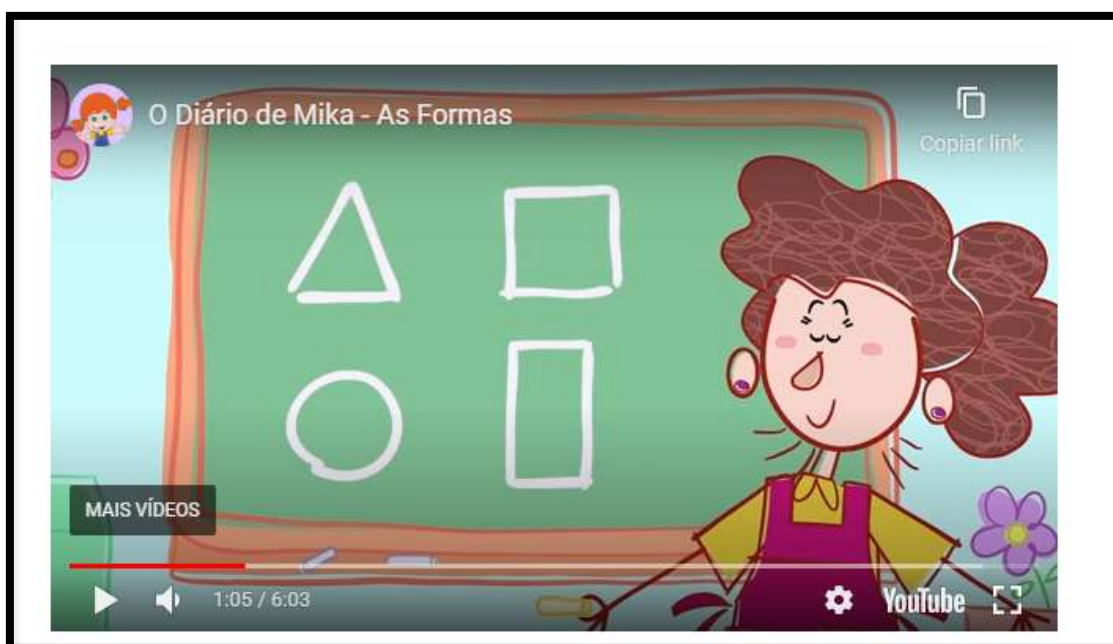 O Diário de Mika - As Formas
Copiar link
MAIS VÍDEOS
1:05 / 6:03
YouTube